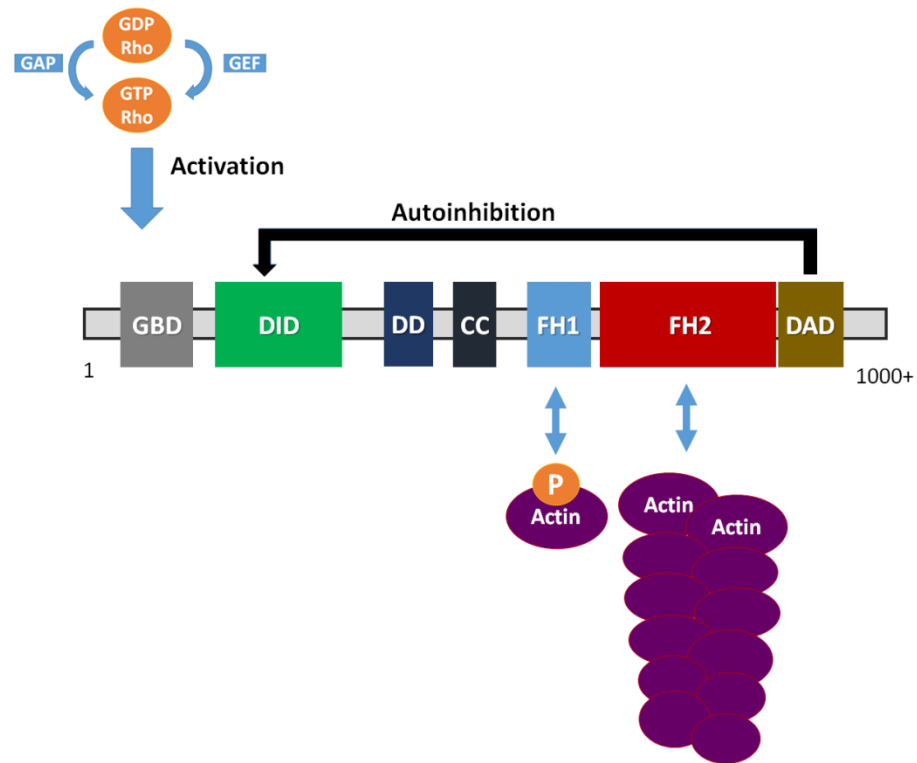 GDP
Rho
GAP
GEF
GTP
Rho
Activation
Autoinhibition
GBD
DID
DD
CC
FH1
FH2
DAD
1
1000+
P
Actin
Actin
Actin